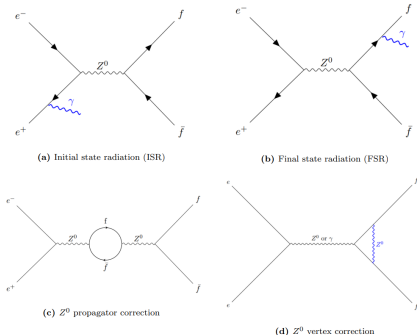 e⁻ f
Z⁰
γ
e⁺ f̄
(a) Initial state radiation (ISR)
e⁻ f
γ
Z⁰
e⁺ f̄
(b) Final state radiation (FSR)
e⁻ f
f
Z⁰ Z⁰
f̄
e⁺ f̄
(c) Z⁰ propagator correction
e f
Z⁰ or γ Z⁰
e f
(d) Z⁰ vertex correction